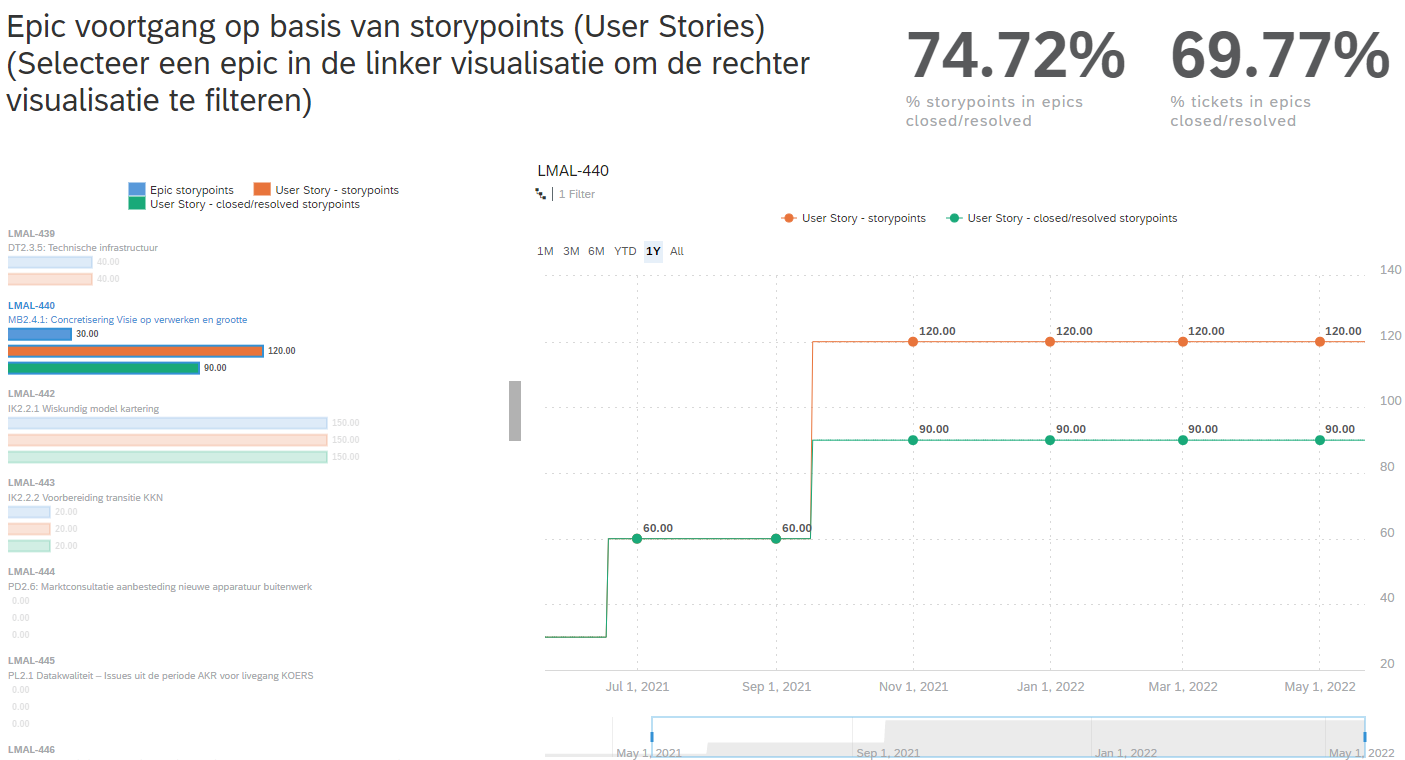 Epic voortgang op basis van storypoints (User Stories)
(Selecteer een epic in de linker visualisatie om de rechter
visualisatie te filteren)
74.72%
% storypoints in epics
closed/resolved
69.77%
% tickets in epics
closed/resolved
Epic storypoints User Story - storypoints
User Story - closed/resolved storypoints
LMAL-439
DT2.3.5: Technische infrastructuur
40.00
40.00
LMAL-440
MB2.4.1: Concretisering Visie op verwerken en grootte
30.00
120.00
90.00
LMAL-442
IK2.2.1 Wiskundig model kartering
150.00
150.00
150.00
LMAL-443
IK2.2.2 Voorbereiding transitie KKN
20.00
20.00
20.00
LMAL-444
PD2.6: Marktconsultatie aanbesteding nieuwe apparatuur buitenwerk
0.00
0.00
0.00
LMAL-445
PL2.1 Datakwaliteit – Issues uit de periode AKR voor livegang KOERS
0.00
0.00
0.00
LMAL-446
LMAL-440
1 Filter
User Story - storypoints User Story - closed/resolved storypoints
1M 3M 6M YTD 1Y All
140
120.00 120.00 120.00 120.00
120
100
90.00 90.00 90.00 90.00
80
60.00 60.00
60
40
20
Jul 1, 2021 Sep 1, 2021 Nov 1, 2021 Jan 1, 2022 Mar 1, 2022 May 1, 2022
May 1, 2021 Sep 1, 2021 Jan 1, 2022 May 1, 2022